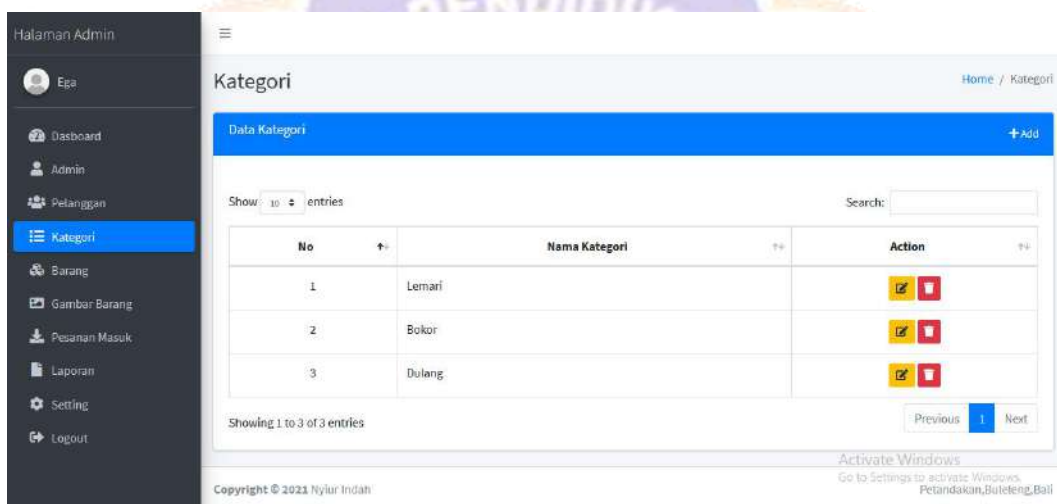 Halaman Admin
Ega
Dasboard
Admin
Pelanggan
Kategori
Barang
Gambar Barang
Pesanan Masuk
Laporan
Setting
Logout
Kategori
Home / Kategori
Data Kategori
+ Add
Show 10 entries
Search:
No Nama Kategori Action
1 Lemari
2 Bokor
3 Dulang
Showing 1 to 3 of 3 entries
Previous 1 Next
Activate Windows
Go to Settings to activate Windows.
Copyright © 2021 Nyiur Indah
Petandakan,Buleleng,Bali